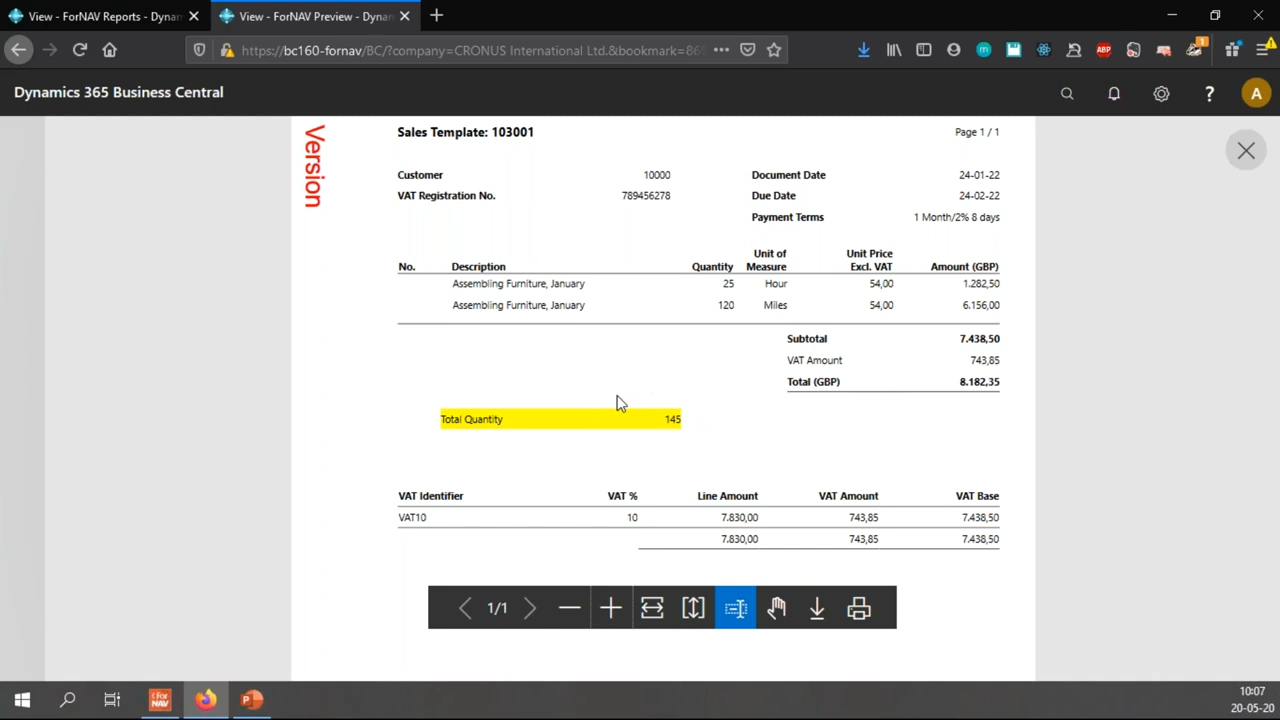 View - ForNAV Reports - Dynam
View - ForNAV Preview - Dyna
https://bc160-fornav/BC/?company=CRONUS International Ltd.&bookmark=86
ABP
1
m
Dynamics 365 Business Central
? A
Version
Sales Template: 103001 Page 1 / 1
Customer 10000 Document Date 24-01-22
VAT Registration No. 789456278 Due Date 24-02-22
Payment Terms 1 Month/2% 8 days
Unit of Unit Price
No. Description Quantity Measure Excl. VAT Amount (GBP)
Assembling Furniture, January 25 Hour 54,00 1.282,50
Assembling Furniture, January 120 Miles 54,00 6.156,00
Subtotal 7.438,50
VAT Amount 743,85
Total (GBP) 8.182,35
Total Quantity 145
VAT Identifier VAT % Line Amount VAT Amount VAT Base
VAT10 10 7.830,00 743,85 7.438,50
7.830,00 743,85 7.438,50
1/1
For
NAV
P
10:07
20-05-20